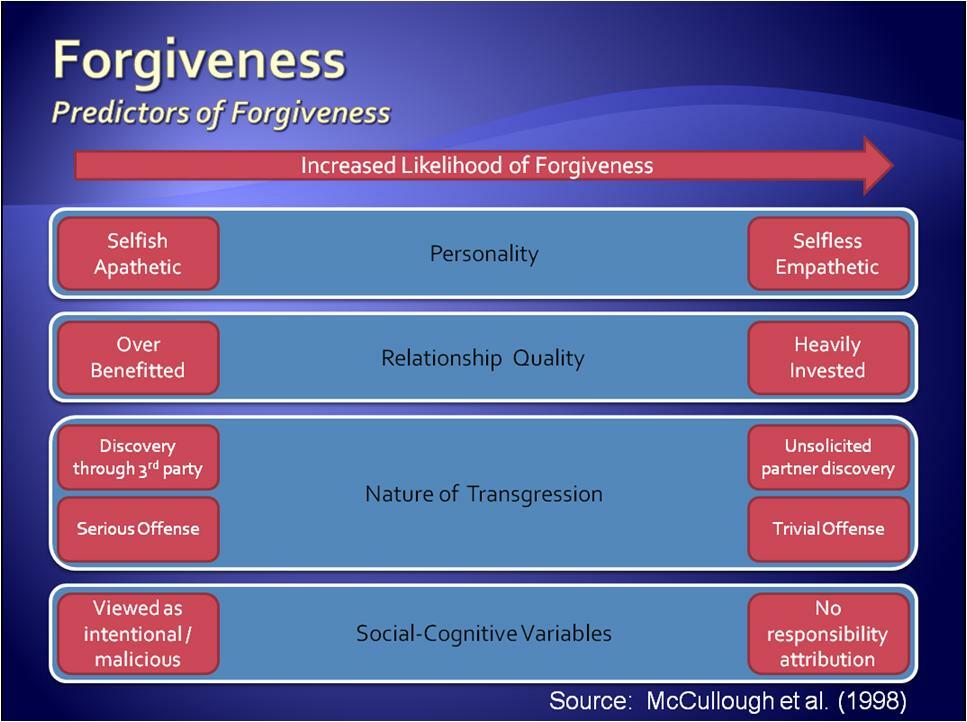 Forgiveness
Predictors of Forgiveness
Increased Likelihood of Forgiveness
Selfish
Apathetic
Personality
Selfless
Empathetic
Over
Benefitted
Relationship Quality
Heavily
Invested
Discovery
through 3rd party
Unsolicited
partner discovery
Nature of Transgression
Serious Offense
Trivial Offense
Viewed as
intentional /
malicious
Social-Cognitive Variables
No
responsibility
attribution
Source: McCullough et al. (1998)